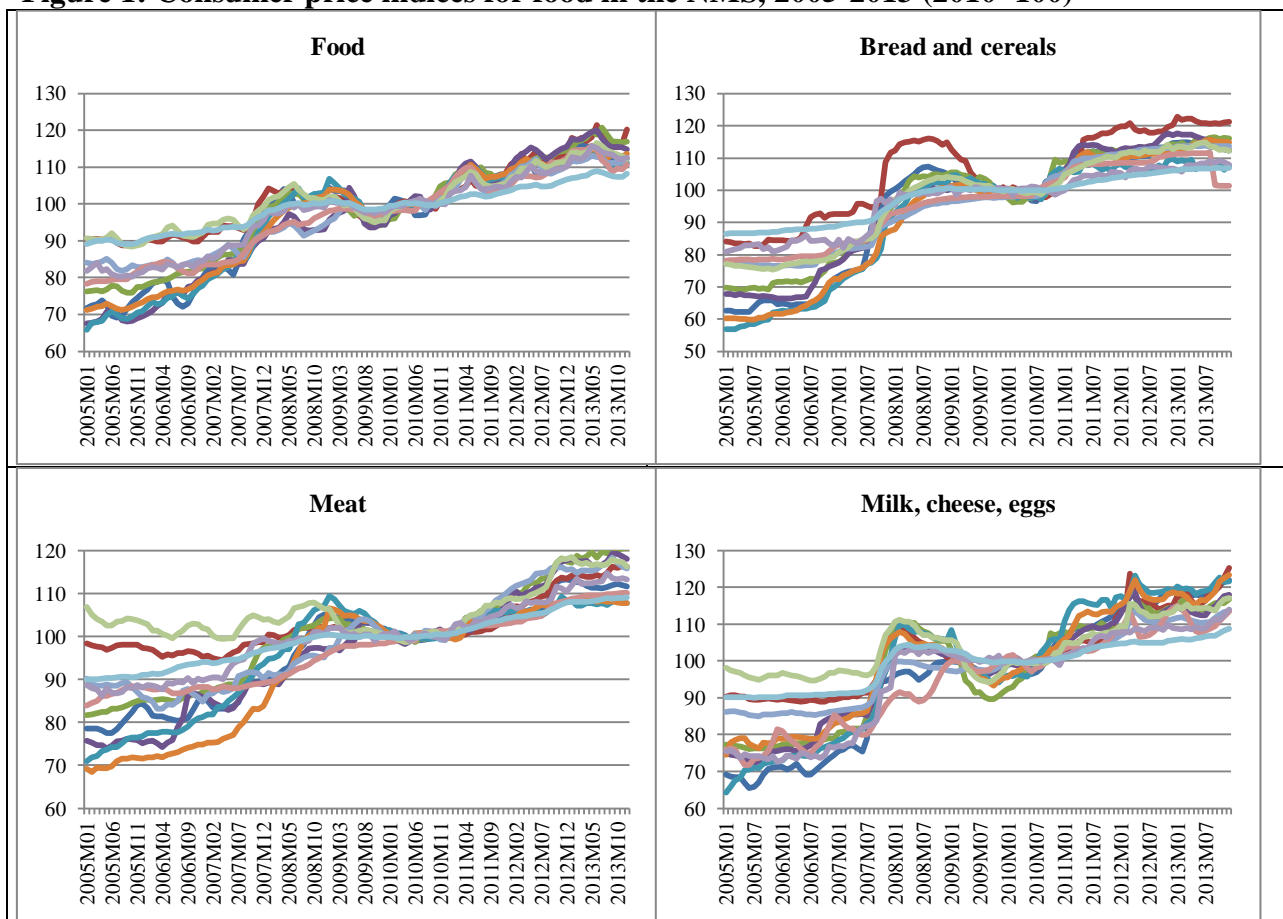 Figure 1: Consumer price indices for food in the NMS, 2005-2013 (2010=100)
Food
130
120
110
100
90
80
70
60
2005M01
2005M06
2005M11
2006M04
2006M09
2007M02
2007M07
2007M12
2008M05
2008M10
2009M03
2009M08
2010M01
2010M06
2010M11
2011M04
2011M09
2012M02
2012M07
2012M12
2013M05
2013M10
Bread and cereals
130
120
110
100
90
80
70
60
50
2005M01
2005M07
2006M01
2006M07
2007M01
2007M07
2008M01
2008M07
2009M01
2009M07
2010M01
2010M07
2011M01
2011M07
2012M01
2012M07
2013M01
2013M07
Meat
120
110
100
90
80
70
60
2005M01
2005M06
2005M11
2006M04
2006M09
2007M02
2007M07
2007M12
2008M05
2008M10
2009M03
2009M08
2010M01
2010M06
2010M11
2011M04
2011M09
2012M02
2012M07
2012M12
2013M05
2013M10
Milk, cheese, eggs
130
120
110
100
90
80
70
60
2005M01
2005M07
2006M01
2006M07
2007M01
2007M07
2008M01
2008M07
2009M01
2009M07
2010M01
2010M07
2011M01
2011M07
2012M01
2012M07
2013M01
2013M07